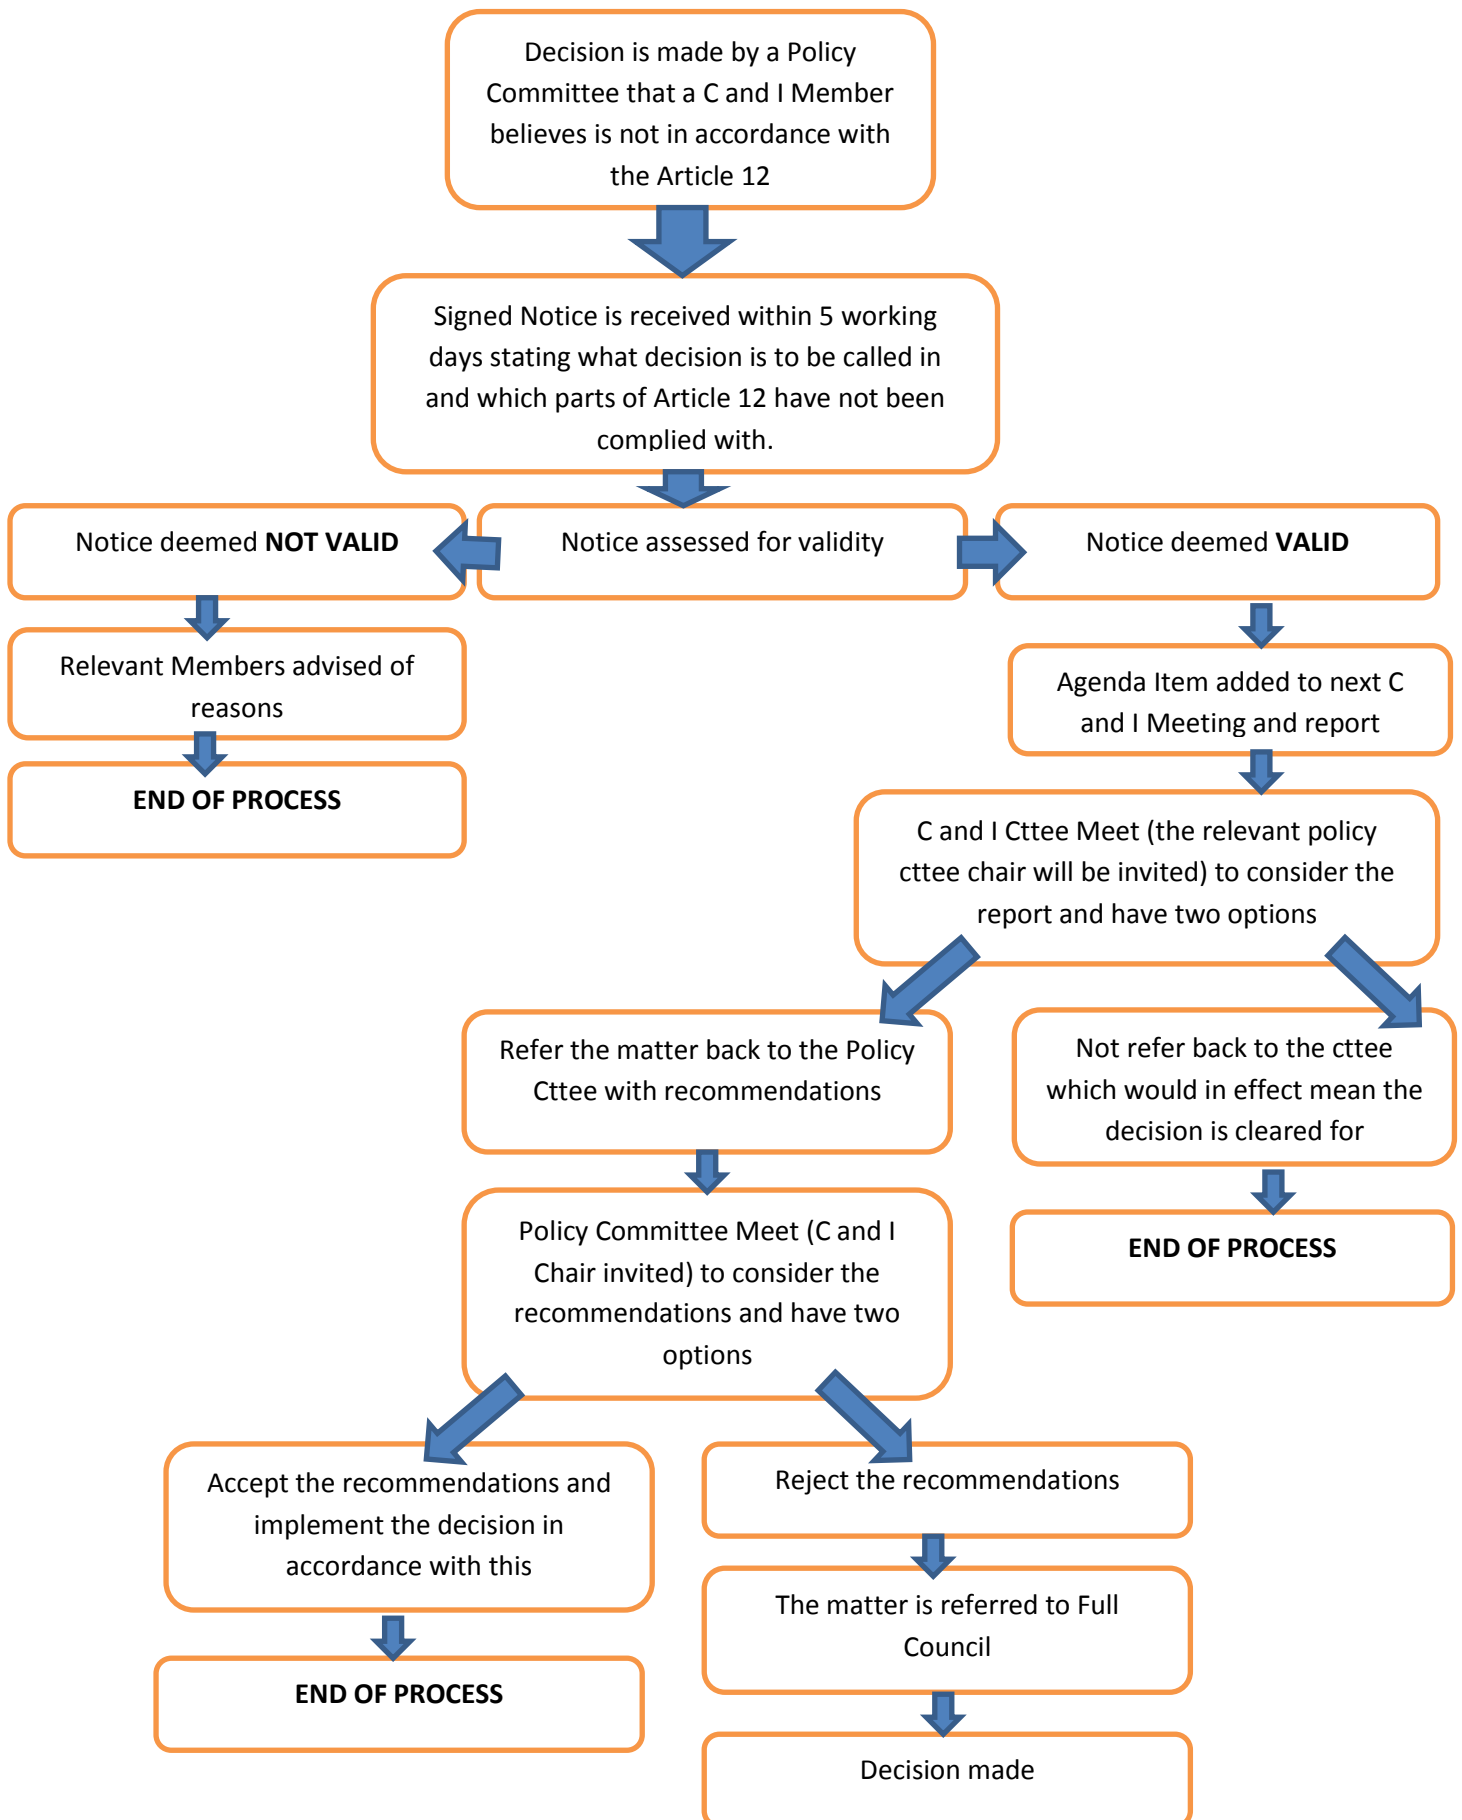 Decision is made by a Policy
Committee that a C and I Member
believes is not in accordance with
the Article 12
Signed Notice is received within 5 working
days stating what decision is to be called in
and which parts of Article 12 have not been
complied with.
Notice deemed NOT VALID
Notice assessed for validity
Notice deemed VALID
Relevant Members advised of
reasons
END OF PROCESS
Agenda Item added to next C
and I Meeting and report
C and I Cttee Meet (the relevant policy
cttee chair will be invited) to consider the
report and have two options
Refer the matter back to the Policy
Cttee with recommendations
Not refer back to the cttee
which would in effect mean the
decision is cleared for
END OF PROCESS
Policy Committee Meet (C and I
Chair invited) to consider the
recommendations and have two
options
Accept the recommendations and
implement the decision in
accordance with this
END OF PROCESS
Reject the recommendations
The matter is referred to Full
Council
Decision made